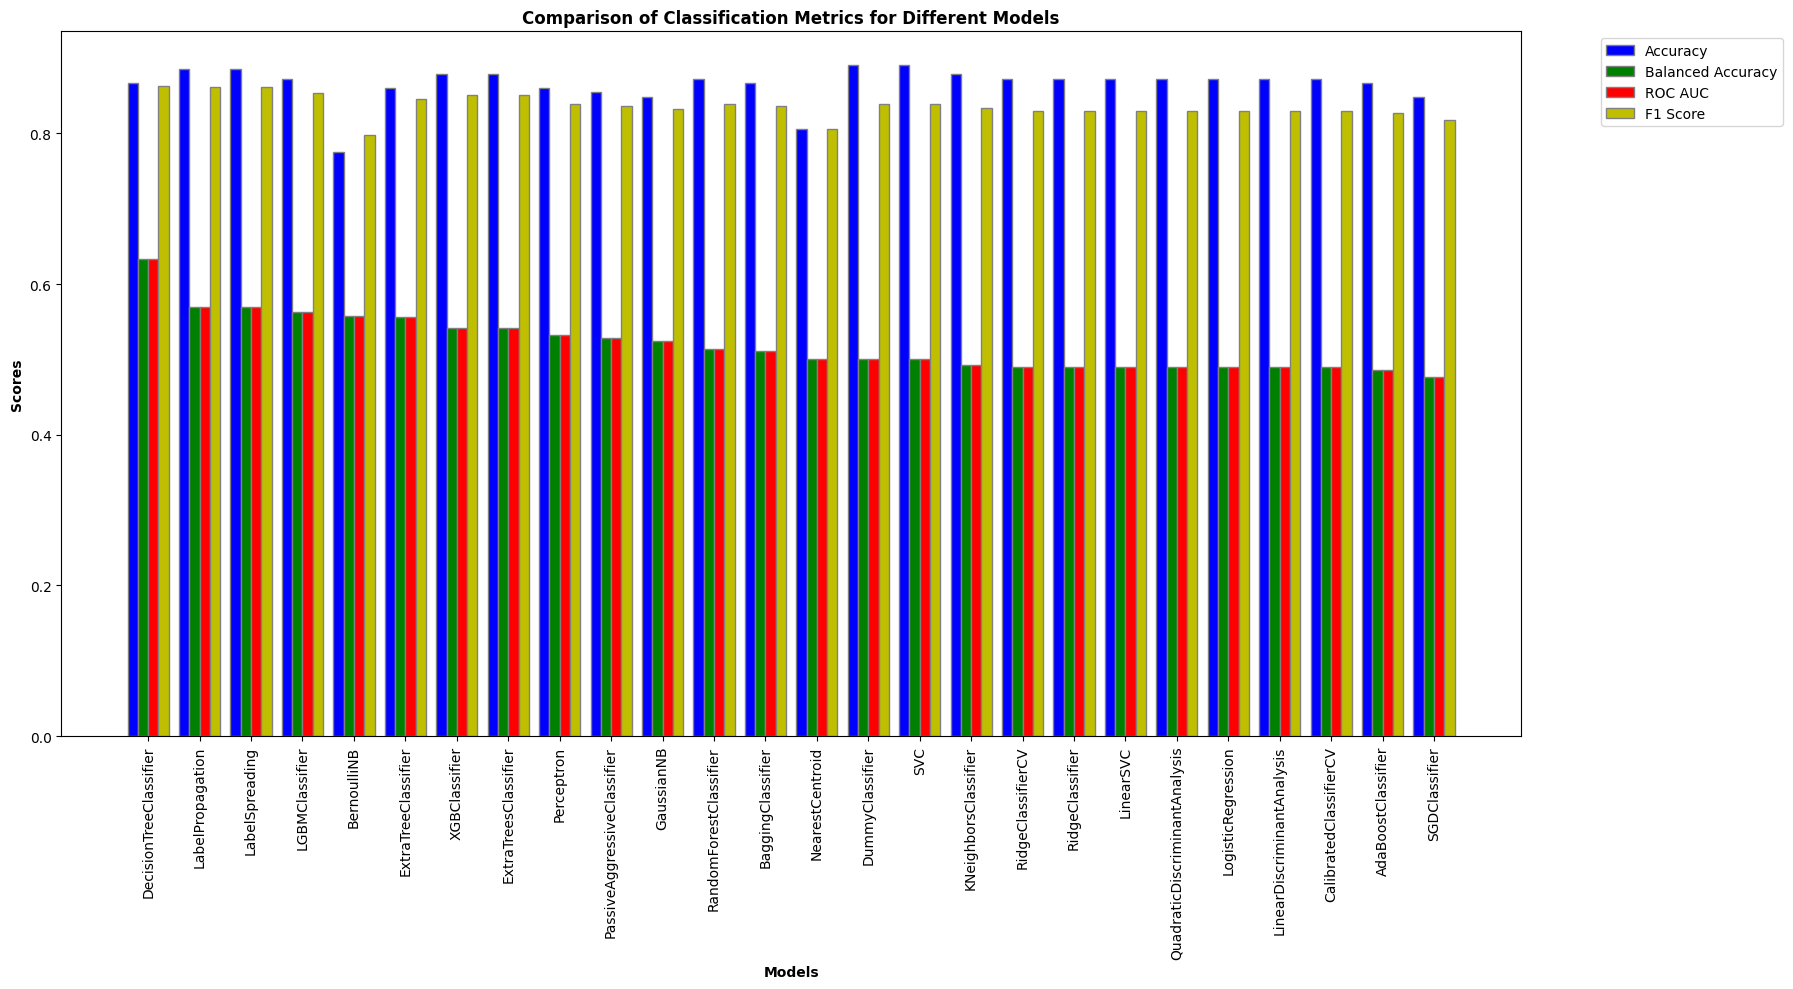 Comparison of Classification Metrics for Different Models
Accuracy
Balanced Accuracy
ROC AUC
F1 Score
Scores
0.8
0.6
0.4
0.2
0.0
DecisionTreeClassifier
LabelPropagation
LabelSpreading
LGBMClassifier
BernoulliNB
ExtraTreeClassifier
XGBClassifier
ExtraTreesClassifier
Perceptron
PassiveAggressiveClassifier
GaussianNB
RandomForestClassifier
BaggingClassifier
NearestCentroid
DummyClassifier
SVC
KNeighborsClassifier
RidgeClassifierCV
RidgeClassifier
LinearSVC
QuadraticDiscriminantAnalysis
LogisticRegression
LinearDiscriminantAnalysis
CalibratedClassifierCV
AdaBoostClassifier
SGDClassifier
Models